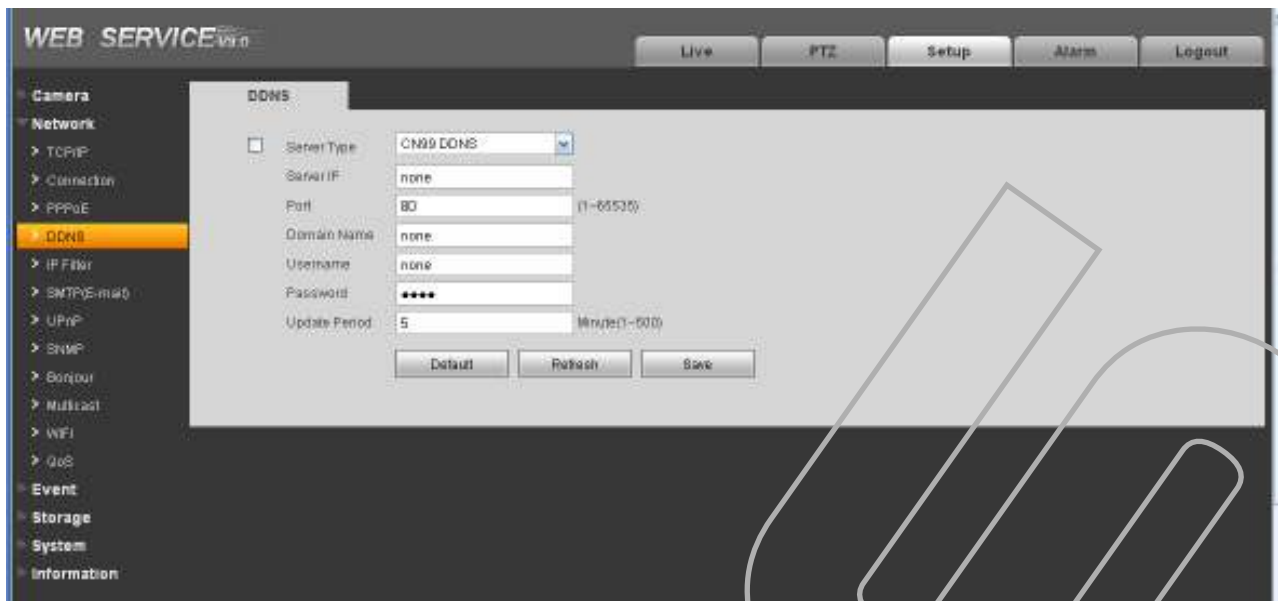 WEB SERVICE
Live PTZ Setup Alarm Logout
Camera
Network
> TCP/IP
> Connection
> PPPoE
> DDNS
> IP Filter
> SMTP(E-mail)
> UPnP
> SNMP
> Bonjour
> Multicast
> WIFI
> QoS
Event
Storage
System
Information
DDNS
Server Type CN99 DDNS
Server IP none
Port 80 (1~65535)
Domain Name none
Username none
Password ●●●●
Update Period 5 Minute(1~500)
Default Refresh Save